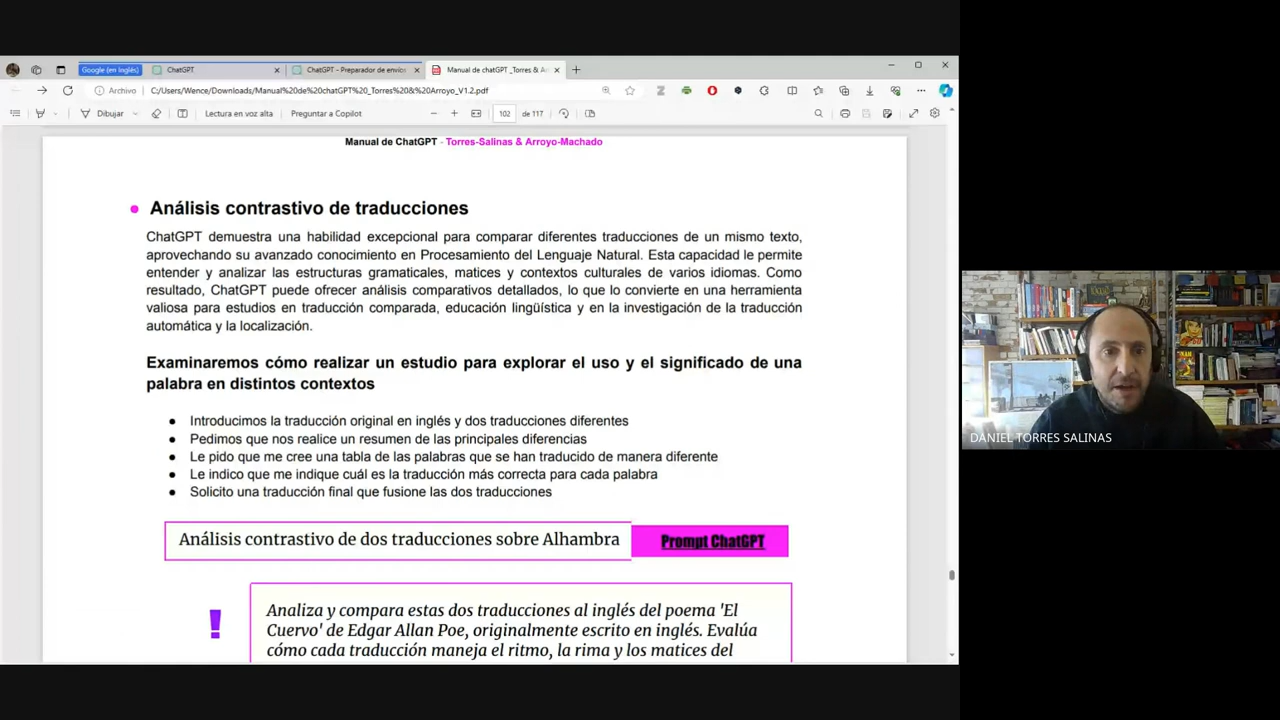 Google (en Inglés)
ChatGPT
ChatGPT - Preparador de envíos
Manual de chatGPT _Torres & A
Archivo
C:/Users/Wence/Downloads/Manual%20de%20chatGPT%20_Torres%20&%20Arroyo_V1.2.pdf
Dibujar
Lectura en voz alta
Preguntar a Copilot
102
de 117
Manual de ChatGPT - Torres-Salinas & Arroyo-Machado
Análisis contrastivo de traducciones
ChatGPT demuestra una habilidad excepcional para comparar diferentes traducciones de un mismo texto,
aprovechando su avanzado conocimiento en Procesamiento del Lenguaje Natural. Esta capacidad le permite
entender y analizar las estructuras gramaticales, matices y contextos culturales de varios idiomas. Como
resultado, ChatGPT puede ofrecer análisis comparativos detallados, lo que lo convierte en una herramienta
valiosa para estudios en traducción comparada, educación lingüística y en la investigación de la traducción
automática y la localización.
Examinaremos cómo realizar un estudio para explorar el uso y el significado de una
palabra en distintos contextos
● Introducimos la traducción original en inglés y dos traducciones diferentes
● Pedimos que nos realice un resumen de las principales diferencias
● Le pido que me cree una tabla de las palabras que se han traducido de manera diferente
● Le indico que me indique cuál es la traducción más correcta para cada palabra
● Solicito una traducción final que fusione las dos traducciones
Análisis contrastivo de dos traducciones sobre Alhambra
Prompt ChatGPT
!
Analiza y compara estas dos traducciones al inglés del poema 'El
Cuervo' de Edgar Allan Poe, originalmente escrito en inglés. Evalúa
cómo cada traducción maneja el ritmo, la rima y los matices del
DANIEL TORRES SALINAS